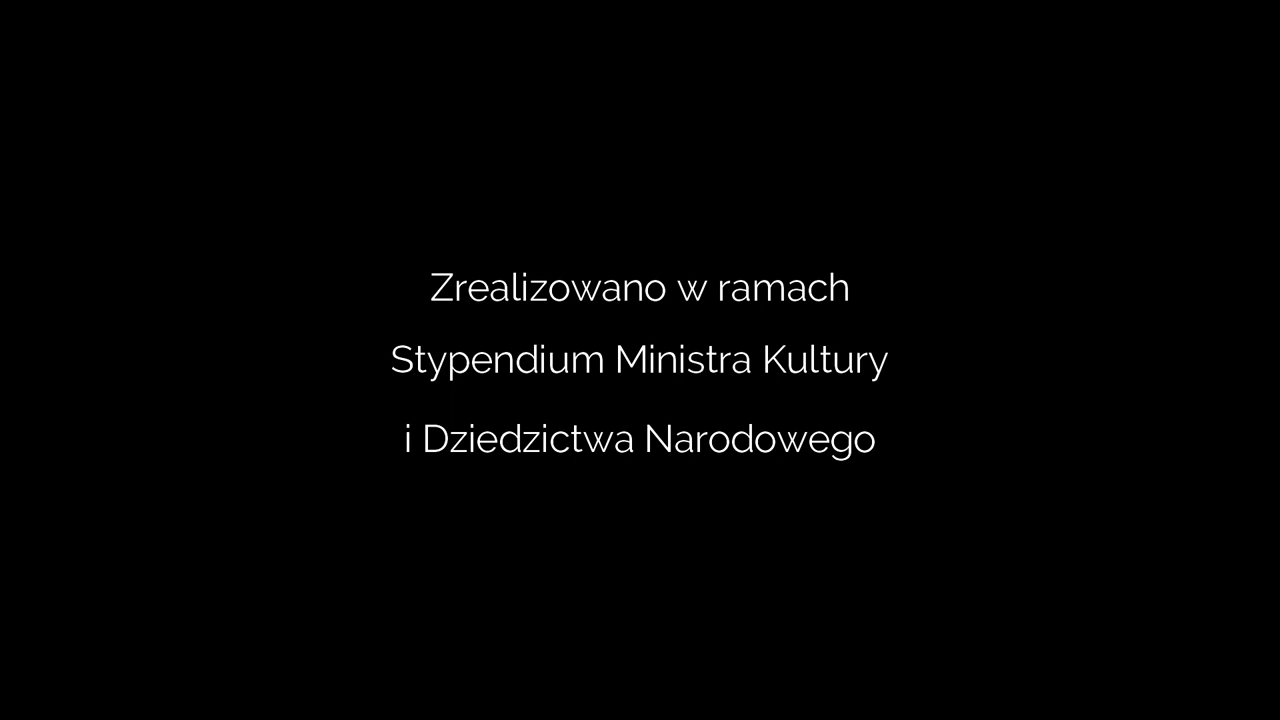 Zrealizowano w ramach
Stypendium Ministra Kultury
i Dziedzictwa Narodowego